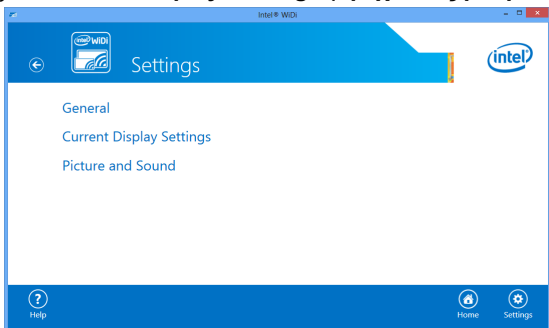 Intel® WiDi
intel WiDi
Settings
intel
General
Current Display Settings
Picture and Sound
?
Help
Home
Settings